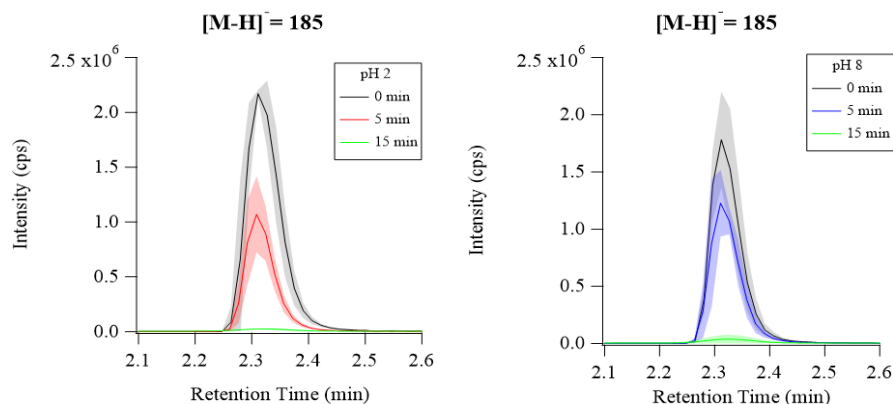 [M-H]⁻ = 185
2.5 x10⁶
2.0
1.5
1.0
0.5
0.0
Intensity (cps)
pH 2
0 min
5 min
15 min
2.1 2.2 2.3 2.4 2.5 2.6
Retention Time (min)
[M-H]⁻ = 185
2.5 x10⁶
2.0
1.5
1.0
0.5
0.0
Intensity (cps)
pH 8
0 min
5 min
15 min
2.1 2.2 2.3 2.4 2.5 2.6
Retention Time (min)